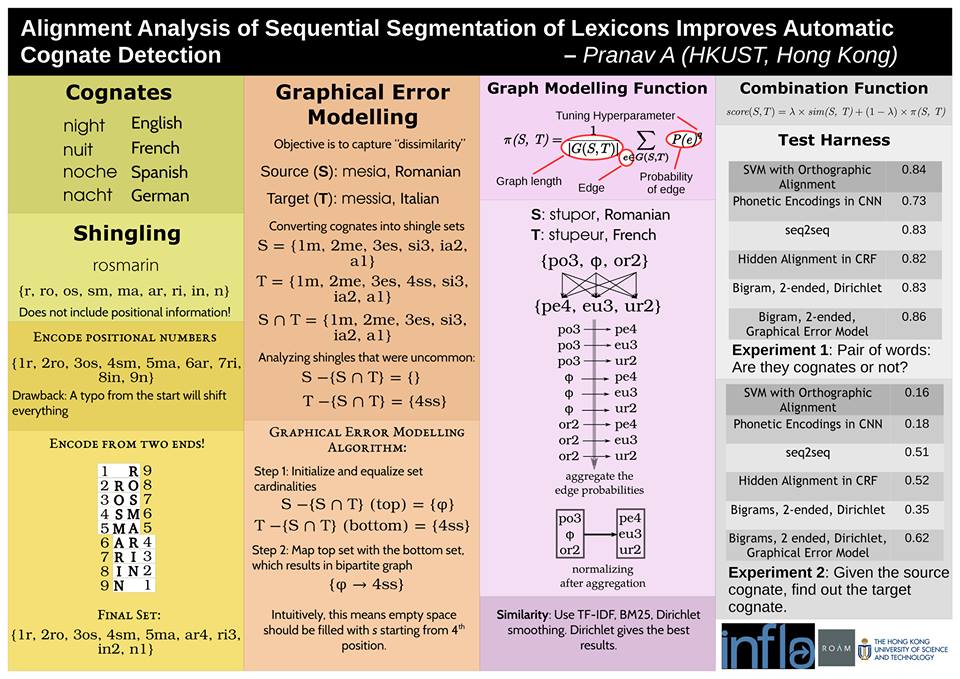 Alignment Analysis of Sequential Segmentation of Lexicons Improves Automatic
Cognate Detection – Pranav A (HKUST, Hong Kong)
Cognates
night English
nuit French
noche Spanish
nacht German
Shingling
rosmarin
{r, ro, os, sm, ma, ar, ri, in, n}
Does not include positional information!
Encode positional numbers
{1r, 2ro, 3os, 4sm, 5ma, 6ar, 7ri,
8in, 9n}
Drawback: A typo from the start will shift
everything
Encode from two ends!
1 R 9
2 R O 8
3 O S 7
4 S M 6
5 M A 5
6 A R 4
7 R I 3
8 I N 2
9 N 1
Final Set:
{1r, 2ro, 3os, 4sm, 5ma, ar4, ri3,
in2, n1}
Graphical Error
Modelling
Objective is to capture "dissimilarity"
Source (S): mesia, Romanian
Target (T): messia, Italian
Converting cognates into shingle sets
S = {1m, 2me, 3es, si3, ia2,
a1}
T = {1m, 2me, 3es, 4ss, si3,
ia2, a1}
S ∩ T = {1m, 2me, 3es, si3,
ia2, a1}
Analyzing shingles that were uncommon:
S −{S ∩ T} = {}
T −{S ∩ T} = {4ss}
Graphical Error Modelling
Algorithm:
Step 1: Initialize and equalize set
cardinalities
S −{S ∩ T} (top) = {φ}
T −{S ∩ T} (bottom) = {4ss}
Step 2: Map top set with the bottom set,
which results in bipartite graph
{φ → 4ss}
Intuitively, this means empty space
should be filled with s starting from 4th
position.
Graph Modelling Function
Tuning Hyperparameter
π(S, T) = 1/|G(S,T)| ∑ e∈G(S,T) P(e)^q
Graph length
Edge
Probability
of edge
S: stupor, Romanian
T: stupeur, French
{po3, φ, or2}
{pe4, eu3, ur2}
po3 → pe4
po3 → eu3
po3 → ur2
φ → pe4
φ → eu3
φ → ur2
or2 → pe4
or2 → eu3
or2 → ur2
aggregate the
edge probabilities
po3 pe4
φ → eu3
or2 ur2
normalizing
after aggregation
Similarity: Use TF-IDF, BM25, Dirichlet
smoothing. Dirichlet gives the best
results.
Combination Function
score(S,T) = λ × sim(S, T) + (1 − λ) × π(S, T)
Test Harness
SVM with Orthographic
Alignment 0.84
Phonetic Encodings in CNN 0.73
seq2seq 0.83
Hidden Alignment in CRF 0.82
Bigram, 2-ended, Dirichlet 0.83
Bigram, 2-ended,
Graphical Error Model 0.86
Experiment 1: Pair of words:
Are they cognates or not?
SVM with Orthographic
Alignment 0.16
Phonetic Encodings in CNN 0.18
seq2seq 0.51
Hidden Alignment in CRF 0.52
Bigrams, 2-ended, Dirichlet 0.35
Bigrams, 2 ended, Dirichlet,
Graphical Error Model 0.62
Experiment 2: Given the source
cognate, find out the target
cognate.
infla
ROAM
THE HONG KONG
UNIVERSITY OF SCIENCE
AND TECHNOLOGY